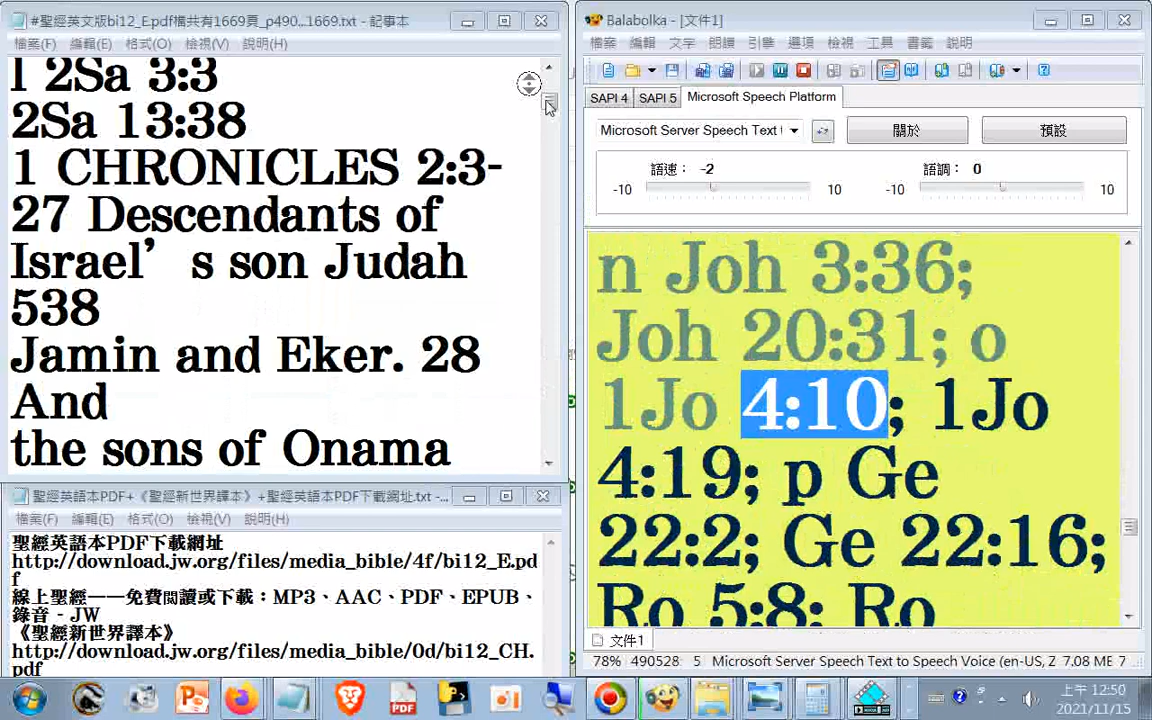 #聖經英文版bi12_E.pdf檔共有1669頁_p490...1669.txt - 記事本
檔案(F) 編輯(E) 格式(O) 檢視(V) 說明(H)
l 2Sa 3:3
2Sa 13:38
1 CHRONICLES 2:3-
27 Descendants of
Israel’s son Judah
538
Jamin and Eker. 28
And
the sons of Onama
聖經英語本PDF+《聖經新世界譯本》+聖經英語本PDF下載網址.txt -...
檔案(F) 編輯(E) 格式(O) 檢視(V) 說明(H)
聖經英語本PDF下載網址
http://download.jw.org/files/media_bible/4f/bi12_E.pd
f
線上聖經——免費閱讀或下載：MP3、AAC、PDF、EPUB、
錄音 - JW
《聖經新世界譯本》
http://download.jw.org/files/media_bible/0d/bi12_CH.
pdf
Balabolka - [文件1]
檔案 編輯 文字 朗讀 引擎 選項 檢視 工具 書籤 說明
SAPI 4 SAPI 5 Microsoft Speech Platform
Microsoft Server Speech Text 關於 預設
語速： -2 語調： 0
-10 10 -10 10
n Joh 3:36;
Joh 20:31; o
1Jo 4:10; 1Jo
4:19; p Ge
22:2; Ge 22:16;
Ro 5:8; Ro
文件1
78% 490528 5 Microsoft Server Speech Text to Speech Voice (en-US, Z 7.08 ME 7
PDF
上午 12:50
2021/11/15